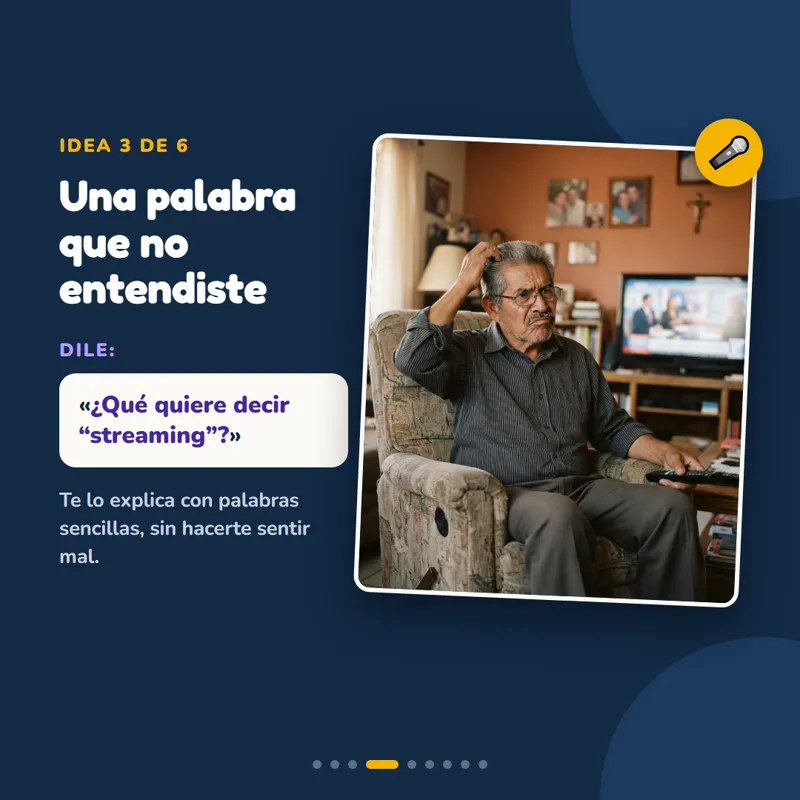 IDEA 3 DE 6
Una palabra
que no
entendiste
DILE:
«¿Qué quiere decir
“streaming”?»
Te lo explica con palabras
sencillas, sin hacerte sentir
mal.